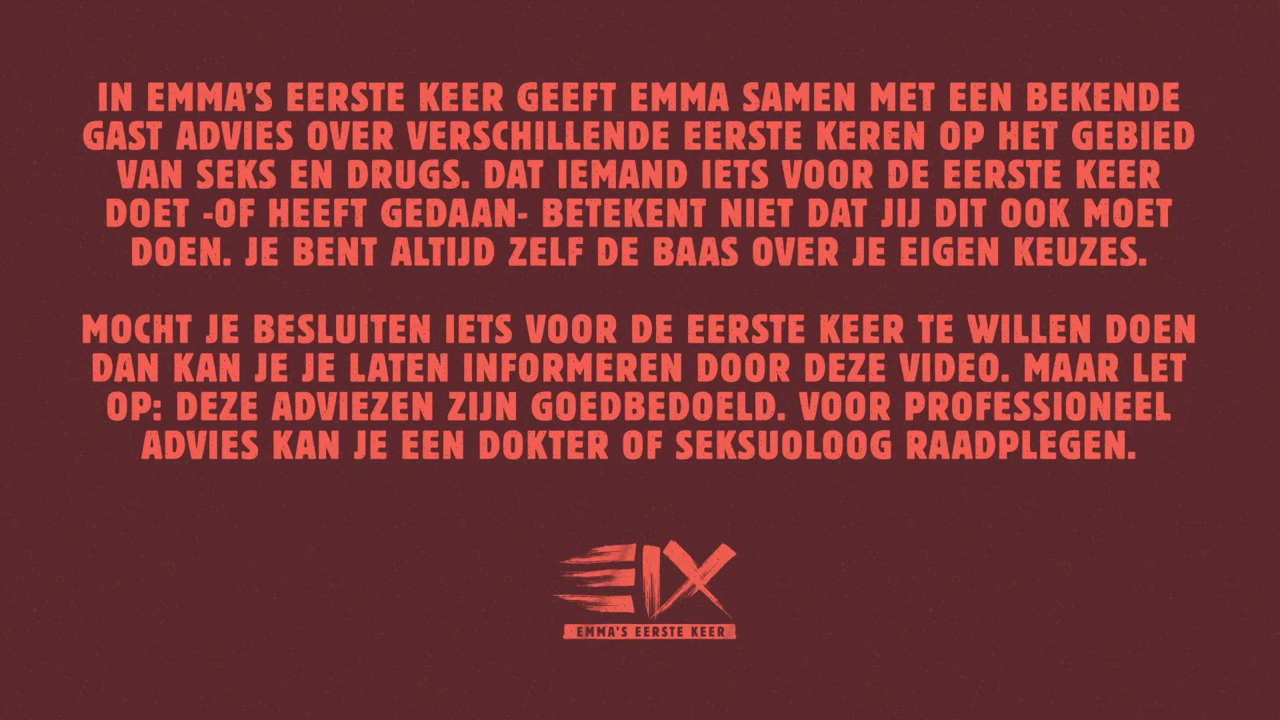 IN EMMA'S EERSTE KEER GEEFT EMMA SAMEN MET EEN BEKENDE
GAST ADVIES OVER VERSCHILLENDE EERSTE KEREN OP HET GEBIED
VAN SEKS EN DRUGS. DAT IEMAND IETS VOOR DE EERSTE KEER
DOET -OF HEEFT GEDAAN- BETEKENT NIET DAT JIJ DIT OOK MOET
DOEN. JE BENT ALTIJD ZELF DE BAAS OVER JE EIGEN KEUZES.
MOCHT JE BESLUITEN IETS VOOR DE EERSTE KEER TE WILLEN DOEN
DAN KAN JE JE LATEN INFORMEREN DOOR DEZE VIDEO. MAAR LET
OP: DEZE ADVIEZEN ZIJN GOEDBEDOELD. VOOR PROFESSIONEEL
ADVIES KAN JE EEN DOKTER OF SEKSUOLOOG RAADPLEGEN.
E1X
EMMA'S EERSTE KEER